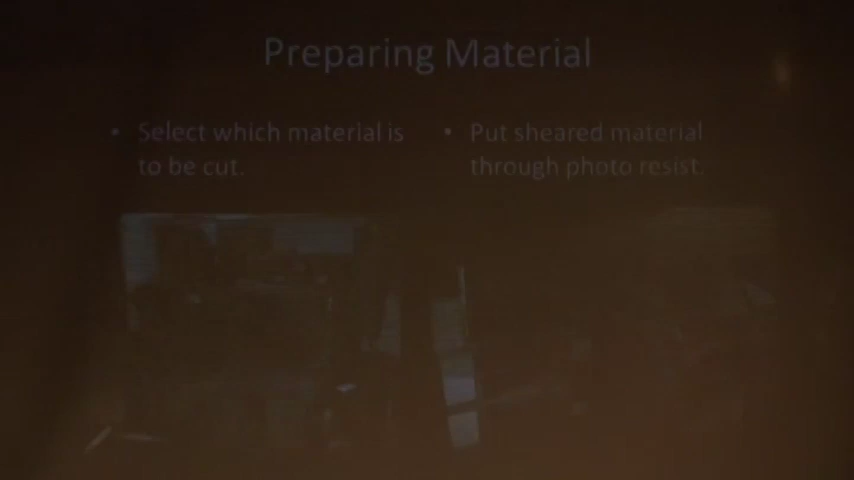 Preparing Material
• Select which material is
to be cut.
• Put sheared material
through photo resist.